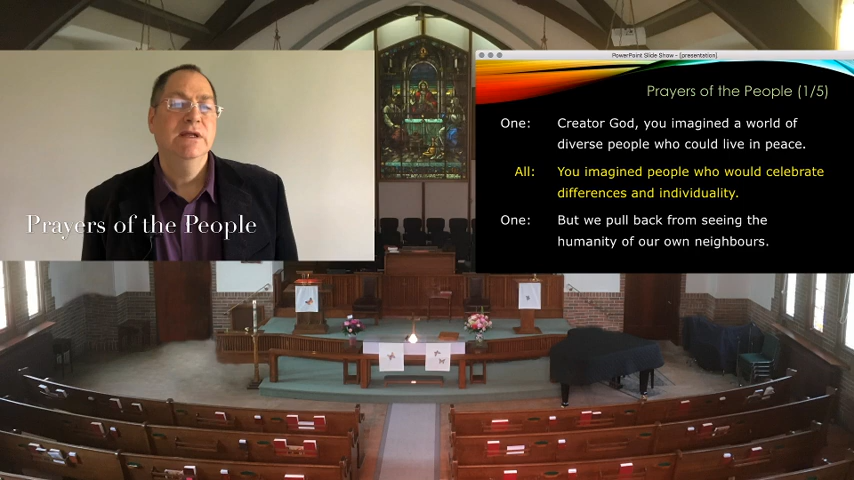 Prayers of the People
PowerPoint Slide Show - [presentation]
Prayers of the People (1/5)
One: Creator God, you imagined a world of
diverse people who could live in peace.
All: You imagined people who would celebrate
differences and individuality.
One: But we pull back from seeing the
humanity of our own neighbours.